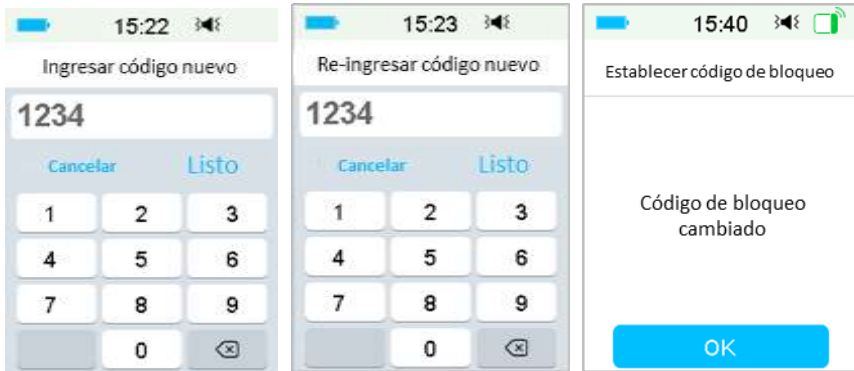 15:22
Ingresar código nuevo
1234
Cancelar Listo
1 2 3
4 5 6
7 8 9
0
15:23
Re-ingresar código nuevo
1234
Cancelar Listo
1 2 3
4 5 6
7 8 9
0
15:40
Establecer código de bloqueo
Código de bloqueo
cambiado
OK